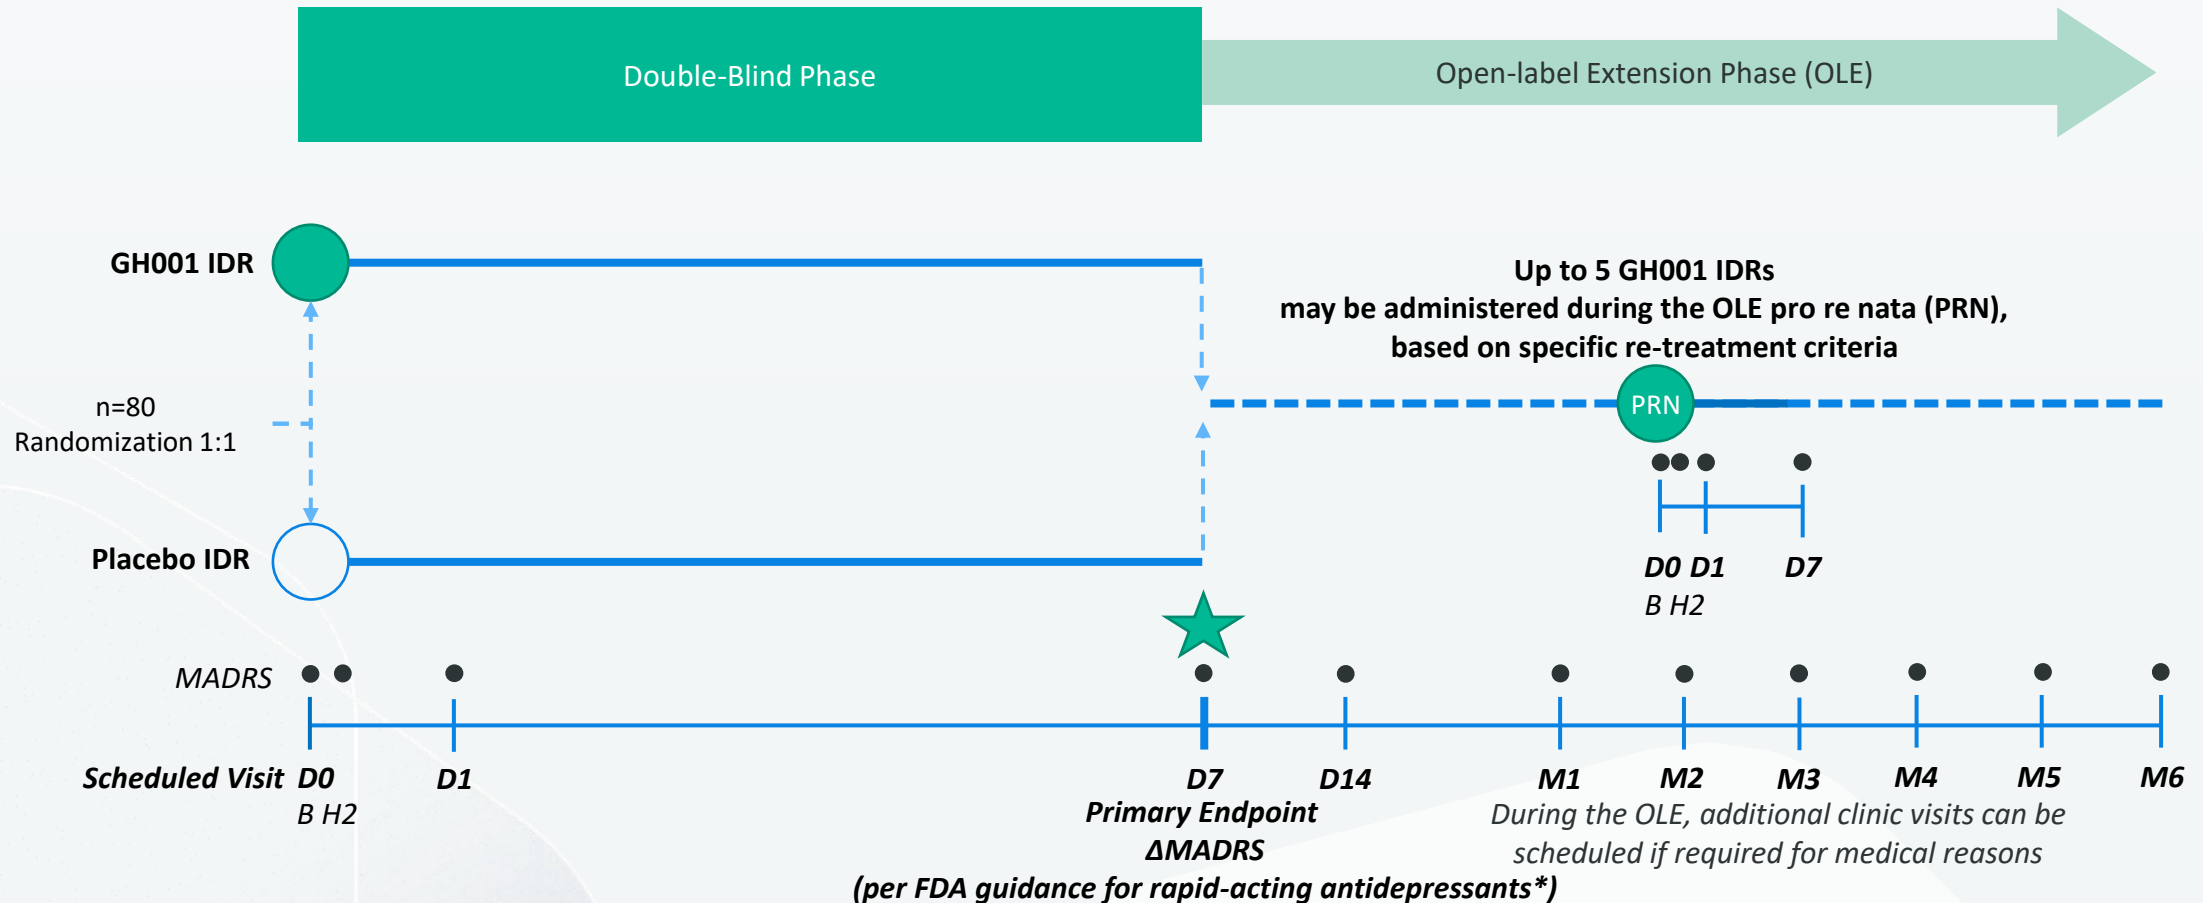 Double-Blind Phase
Open-label Extension Phase (OLE)
GH001 IDR
Up to 5 GH001 IDRs
may be administered during the OLE pro re nata (PRN),
based on specific re-treatment criteria
PRN
n=80
Randomization 1:1
Placebo IDR
D0 D1 D7
B H2
MADRS
Scheduled Visit D0 D1 D7 D14 M1 M2 M3 M4 M5 M6
B H2
Primary Endpoint
ΔMADRS
(per FDA guidance for rapid-acting antidepressants*)
During the OLE, additional clinic visits can be
scheduled if required for medical reasons